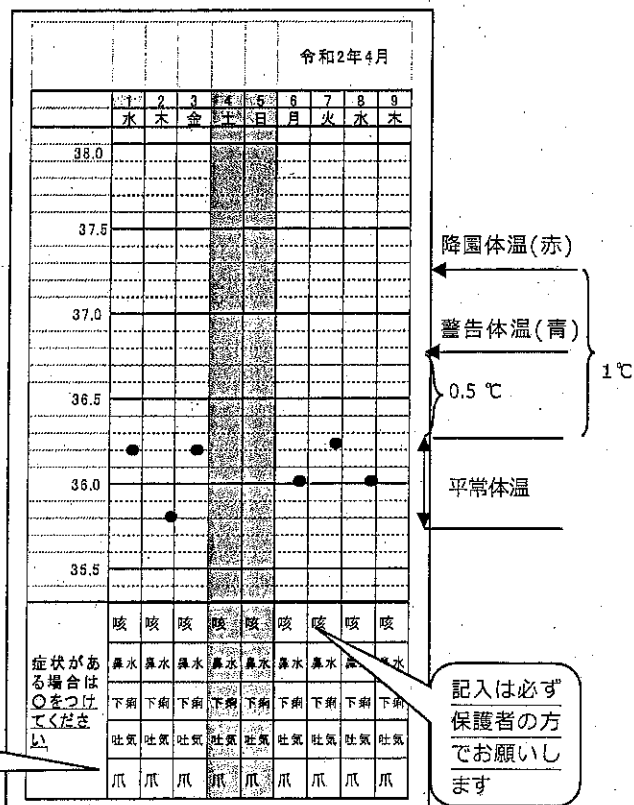 令和2年4月
1 2 3 4 5 6 7 8 9
水 木 金 土 日 月 火 水 木
38.0
37.5
37.0
36.5
36.0
35.5
降園体温(赤)
警告体温(青)
1℃
0.5 ℃
平常体温
症状があ
る場合は
○をつけ
てくださ
い
咳 咳 咳 咳 咳 咳 咳 咳 咳
鼻水 鼻水 鼻水 鼻水 鼻水 鼻水 鼻水 鼻水 鼻水
下痢 下痢 下痢 下痢 下痢 下痢 下痢 下痢 下痢
吐気 吐気 吐気 吐気 吐気 吐気 吐気 吐気 吐気
爪 爪 爪 爪 爪 爪 爪 爪 爪
記入は必ず
保護者の方
でお願いし
ます